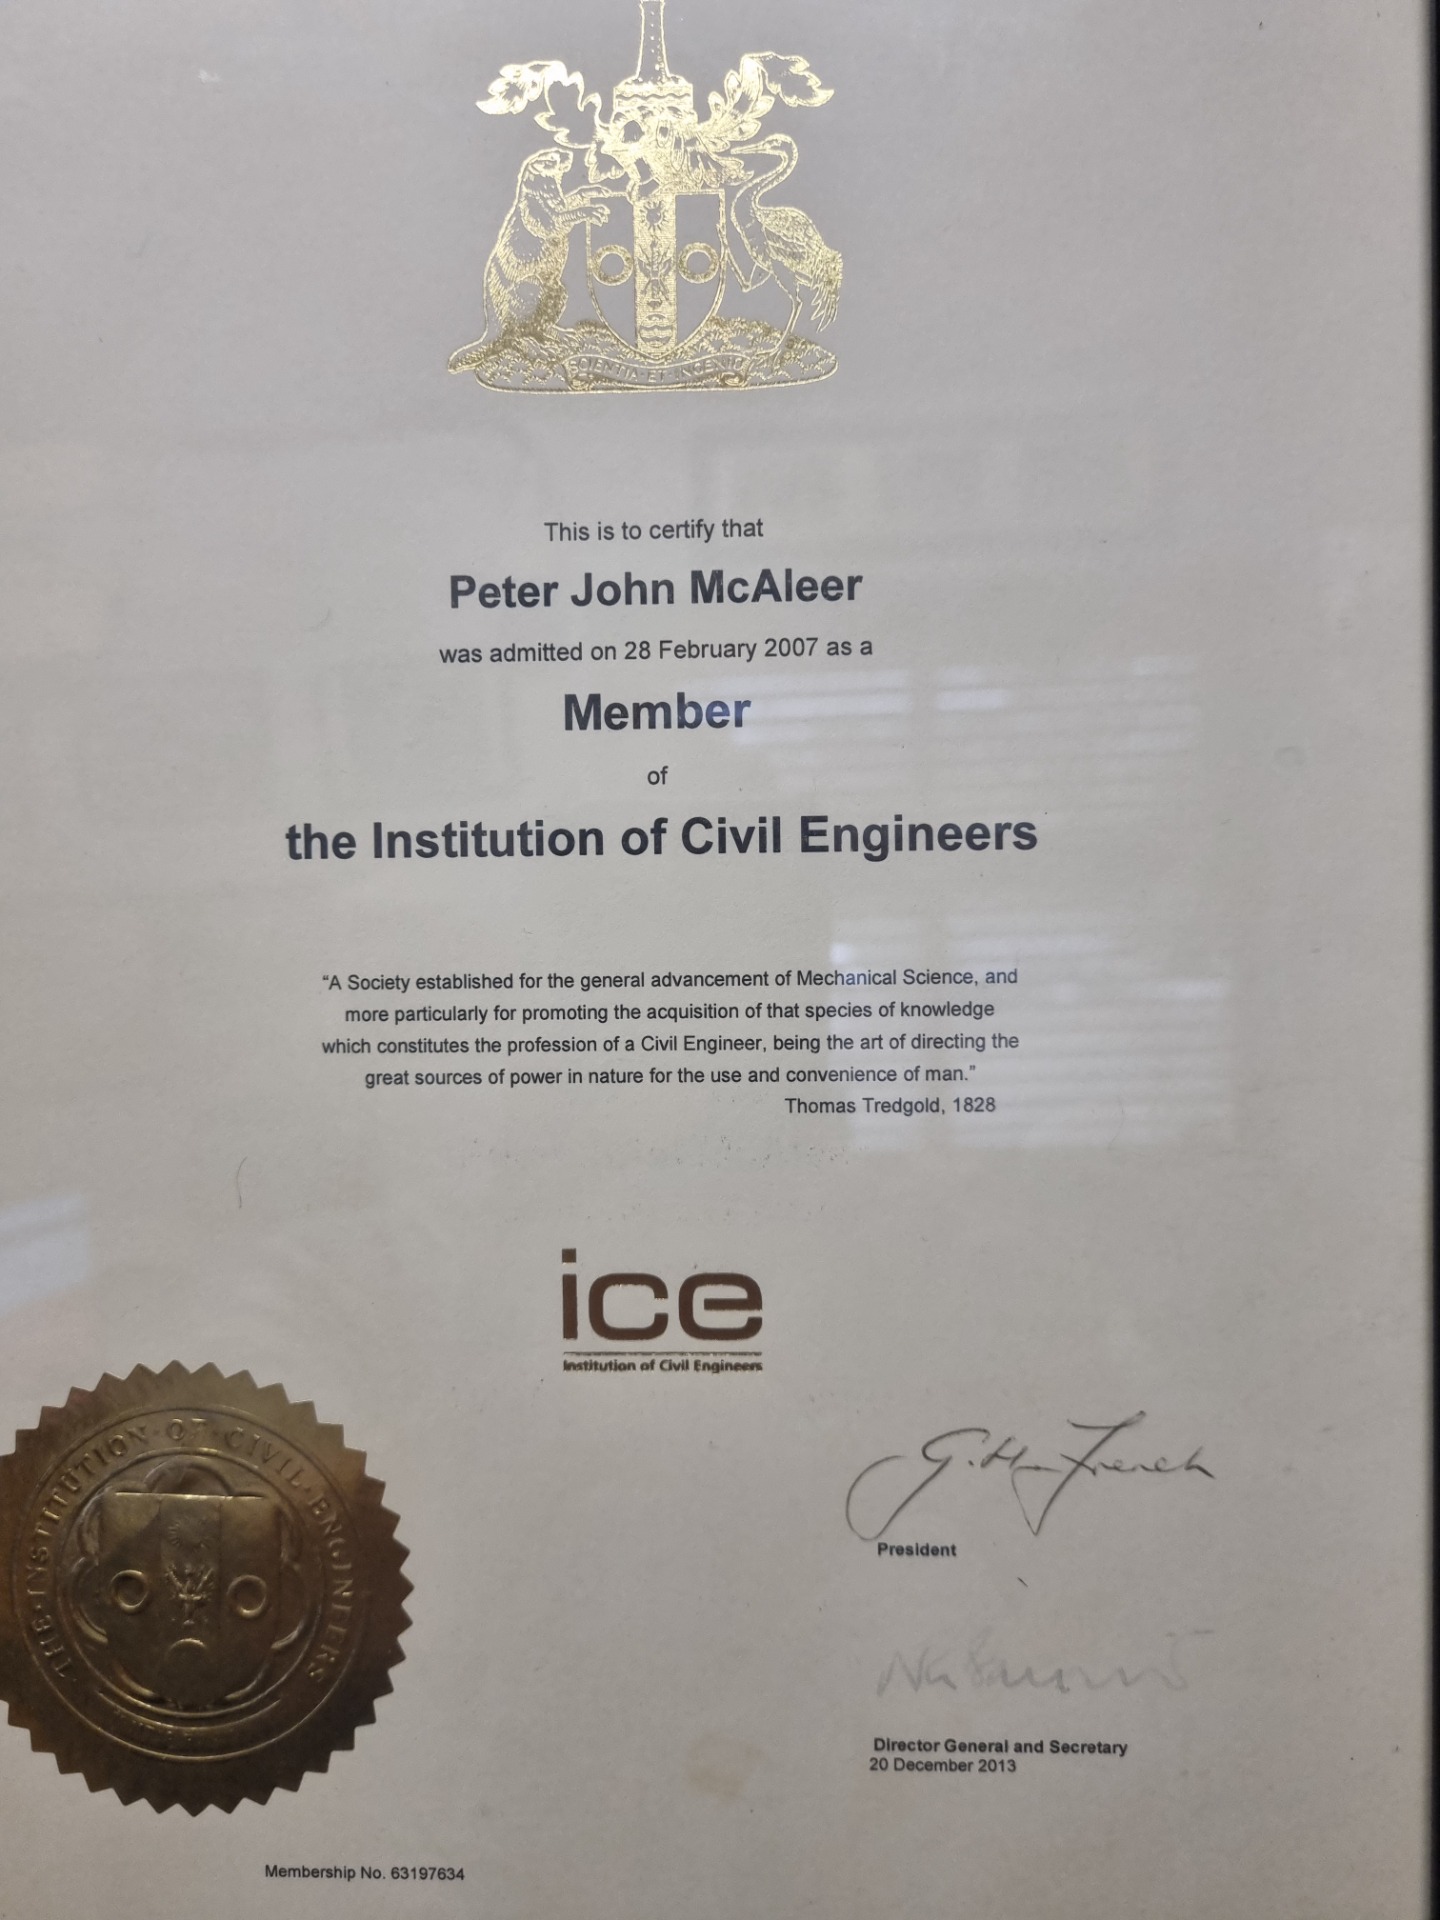 SCIENTIA·ET·INGENIO
This is to certify that
Peter John McAleer
was admitted on 28 February 2007 as a
Member
of
the Institution of Civil Engineers
“A Society established for the general advancement of Mechanical Science, and
more particularly for promoting the acquisition of that species of knowledge
which constitutes the profession of a Civil Engineer, being the art of directing the
great sources of power in nature for the use and convenience of man.”
Thomas Tredgold, 1828
ice
Institution of Civil Engineers
THE·INSTITUTION·OF·CIVIL·ENGINEERS
President
Director General and Secretary
20 December 2013
Membership No. 63197634